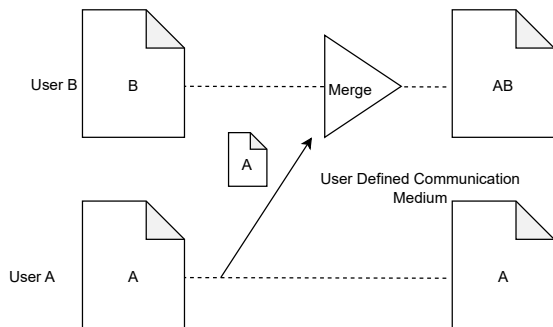 User B
B
Merge
AB
A
User Defined Communication
Medium
User A
A
A